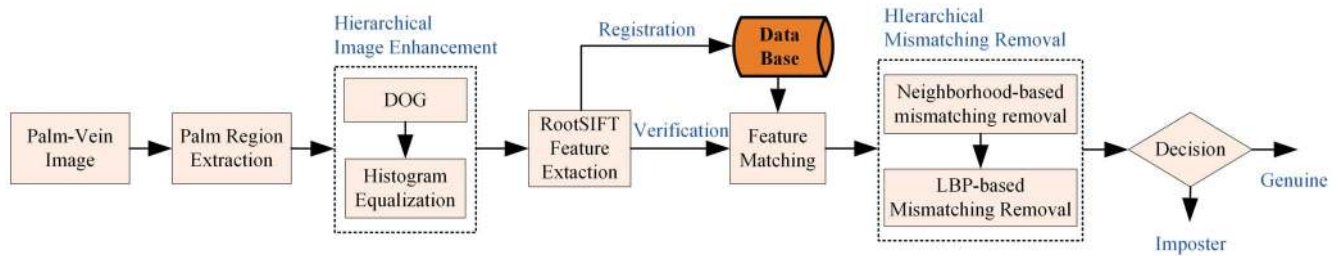 Palm-Vein
Image
Palm Region
Extraction
Hierarchical
Image Enhancement
DOG
Histogram
Equalization
RootSIFT
Feature
Extaction
Registration
Verification
Data
Base
Feature
Matching
HIerarchical
Mismatching Removal
Neighborhood-based
mismatching removal
LBP-based
Mismatching Removal
Decision
Genuine
Imposter